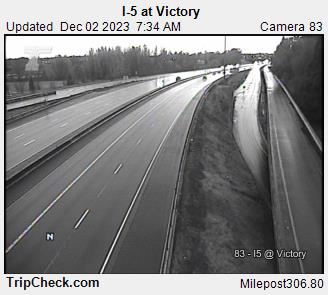 I-5 at Victory
Updated  Dec 02 2023  7:34 AM
Camera 83
N
83 - I5 @ Victory
TripCheck.com
Milepost306.80